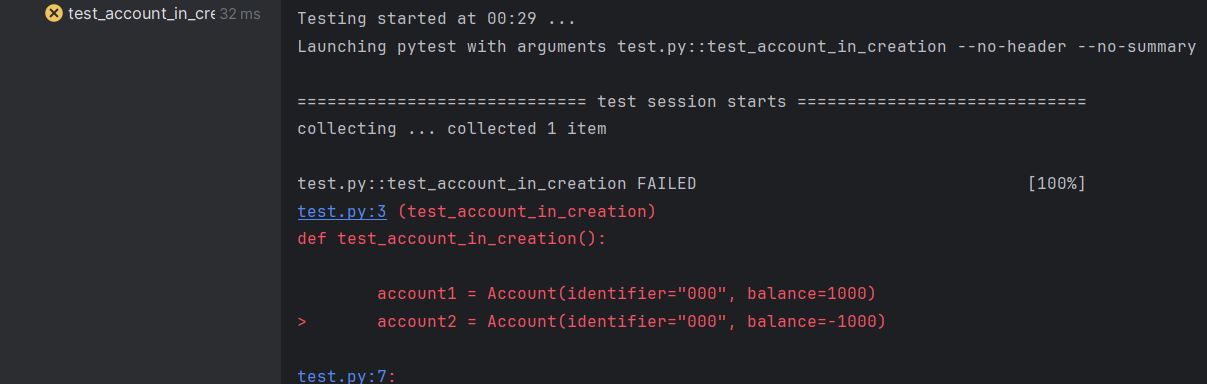 test_account_in_cre 32 ms
Testing started at 00:29 ...
Launching pytest with arguments test.py::test_account_in_creation --no-header --no-summary
============================= test session starts =============================
collecting ... collected 1 item
test.py::test_account_in_creation FAILED [100%]
test.py:3 (test_account_in_creation)
def test_account_in_creation():
account1 = Account(identifier="000", balance=1000)
> account2 = Account(identifier="000", balance=-1000)
test.py:7: